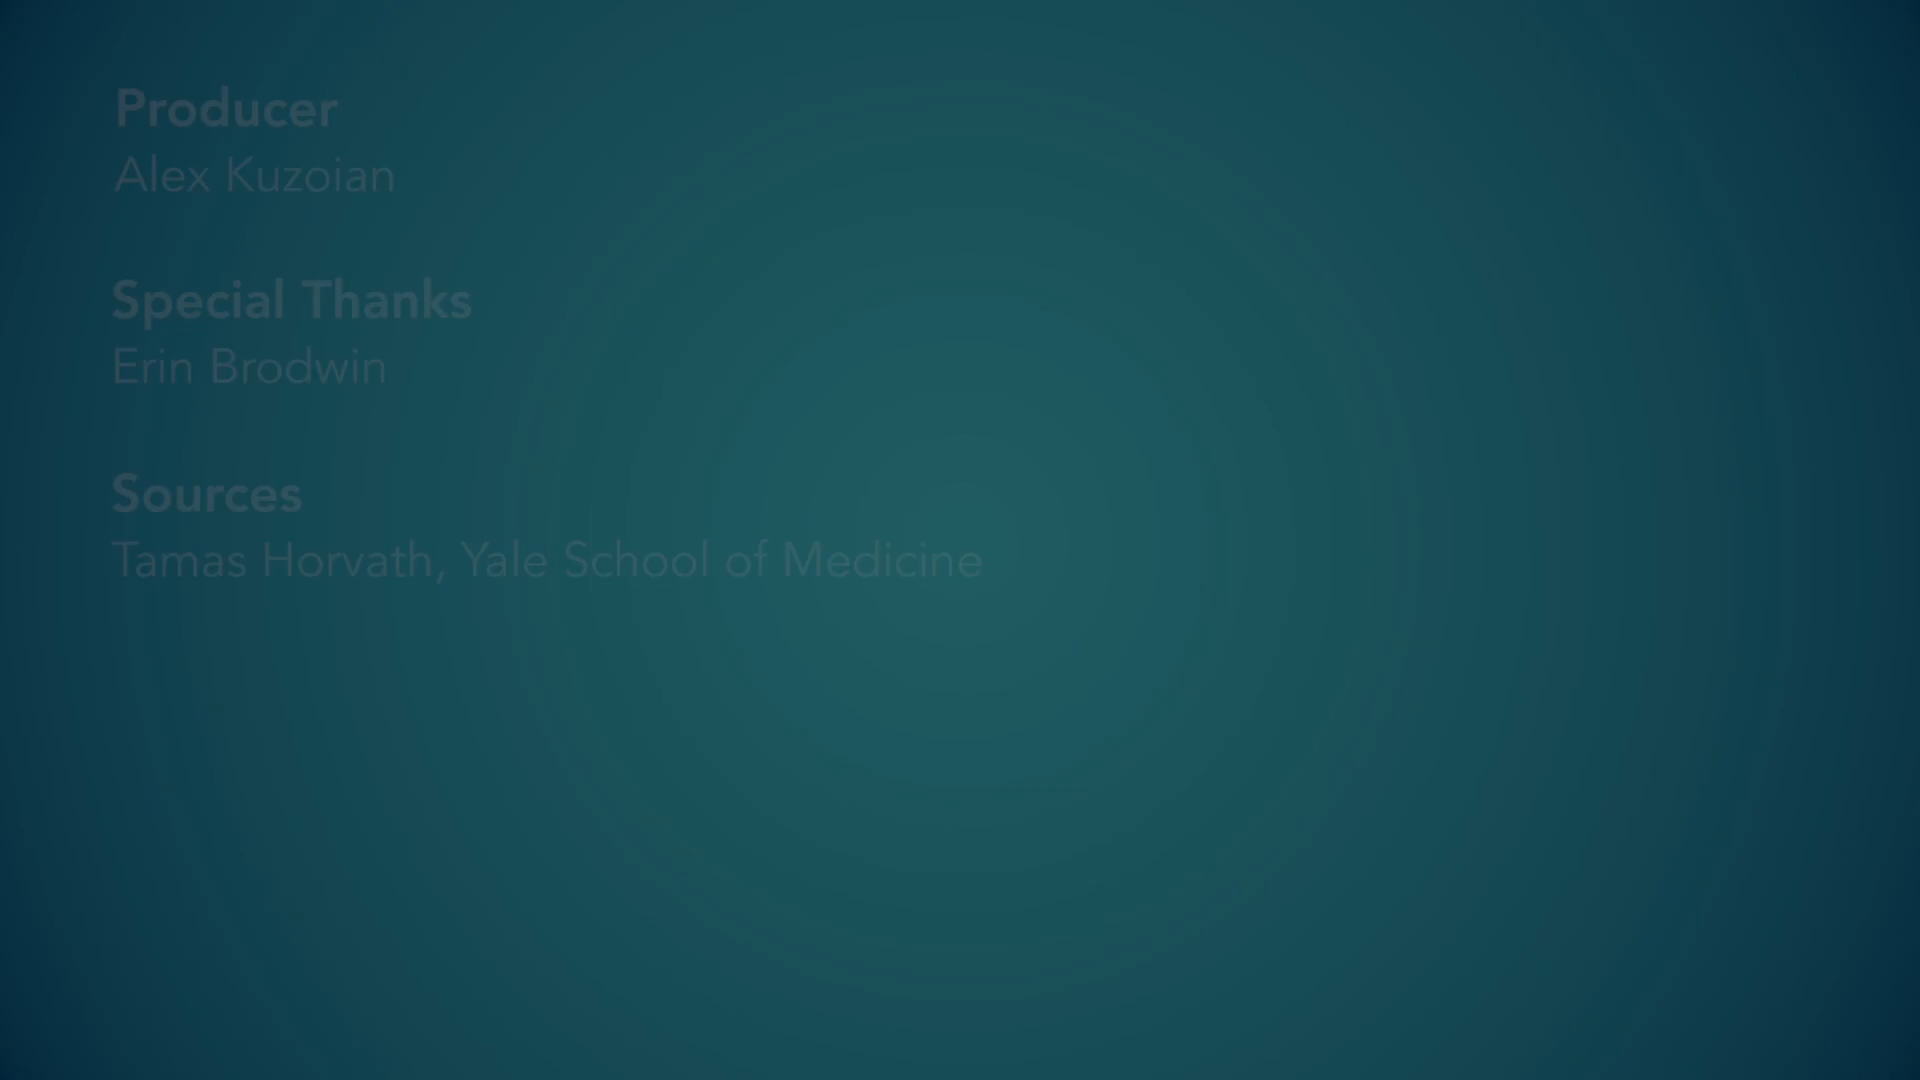 Producer
Alex Kuzoian
Special Thanks
Erin Brodwin
Sources
Tamas Horvath, Yale School of Medicine